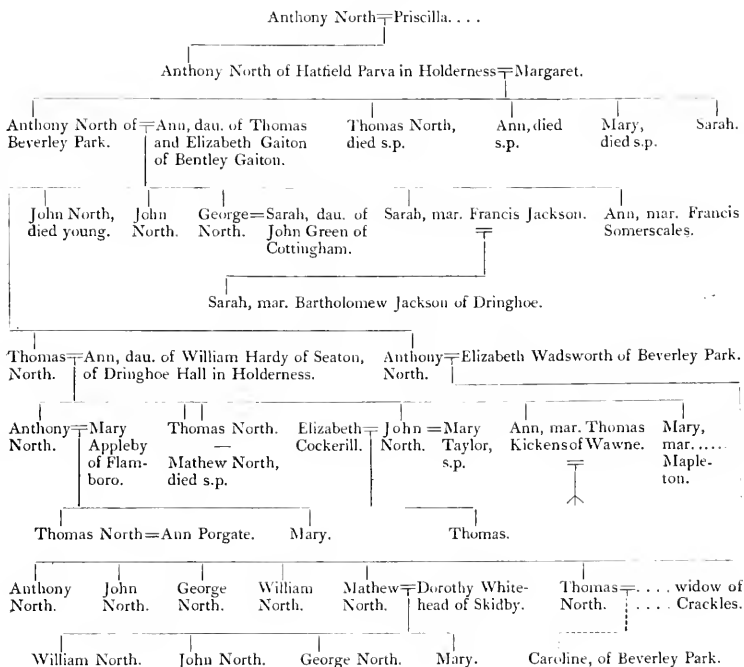 Anthony North=Priscilla. . . .
Anthony North of Hatfield Parva in Holderness=Margaret.
Anthony North of = Ann, dau. of Thomas Thomas North, Ann, died Mary, Sarah.
Beverley Park. and Elizabeth Gaiton died s.p. s.p. died s.p.
of Bentley Gaiton.
John North, John George=Sarah, dau. of Sarah, mar. Francis Jackson. Ann, mar. Francis
died young. North. North. John Green of Somerscales.
Cottingham.
Sarah, mar. Bartholomew Jackson of Dringhoe.
Thomas=Ann, dau. of William Hardy of Seaton, Anthony=Elizabeth Wadsworth of Beverley Park.
North. of Dringhoe Hall in Holderness. North.
Anthony=Mary Thomas North. Elizabeth= John = Mary Ann, mar. Thomas Mary,
North. Appleby — Cockerill. North. Taylor, Kickens of Wawne. mar. .....
of Flam- Mathew North, s.p. Maple-
boro. died s.p. ton.
Thomas North=Ann Porgate. Mary. Thomas.
Anthony John George William Mathew=Dorothy White- Thomas=. . . . widow of
North. North. North. North. North. head of Skidby. North. . . . . Crackles.
William North. John North. George North. Mary. Caroline, of Beverley Park.